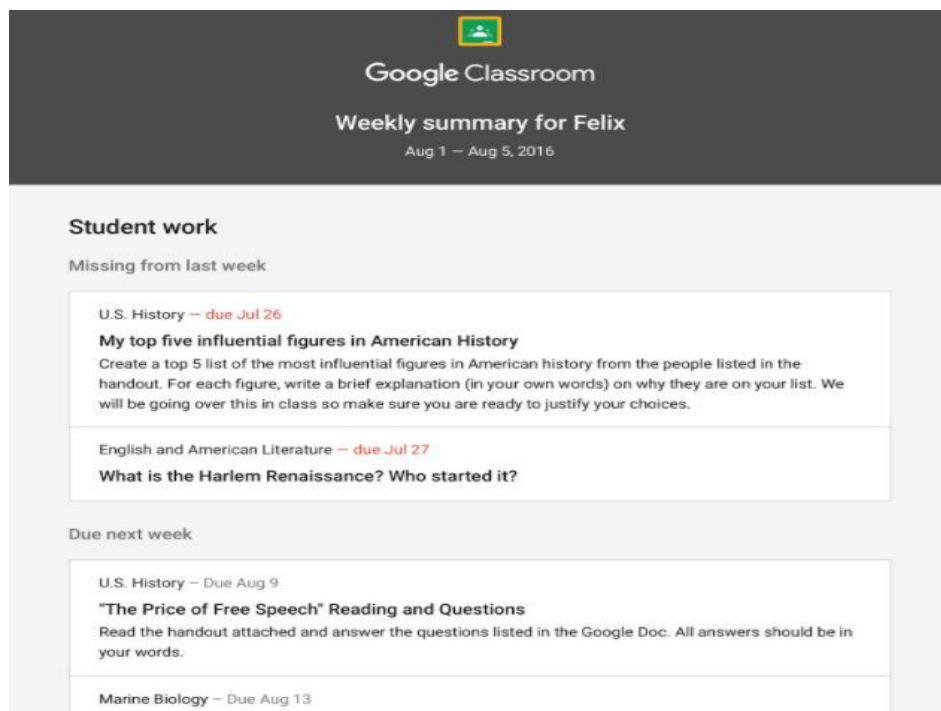 Google Classroom
Weekly summary for Felix
Aug 1 — Aug 5, 2016
Student work
Missing from last week
U.S. History — due Jul 26
My top five influential figures in American History
Create a top 5 list of the most influential figures in American history from the people listed in the
handout. For each figure, write a brief explanation (in your own words) on why they are on your list. We
will be going over this in class so make sure you are ready to justify your choices.
English and American Literature — due Jul 27
What is the Harlem Renaissance? Who started it?
Due next week
U.S. History – Due Aug 9
"The Price of Free Speech" Reading and Questions
Read the handout attached and answer the questions listed in the Google Doc. All answers should be in
your words.
Marine Biology – Due Aug 13